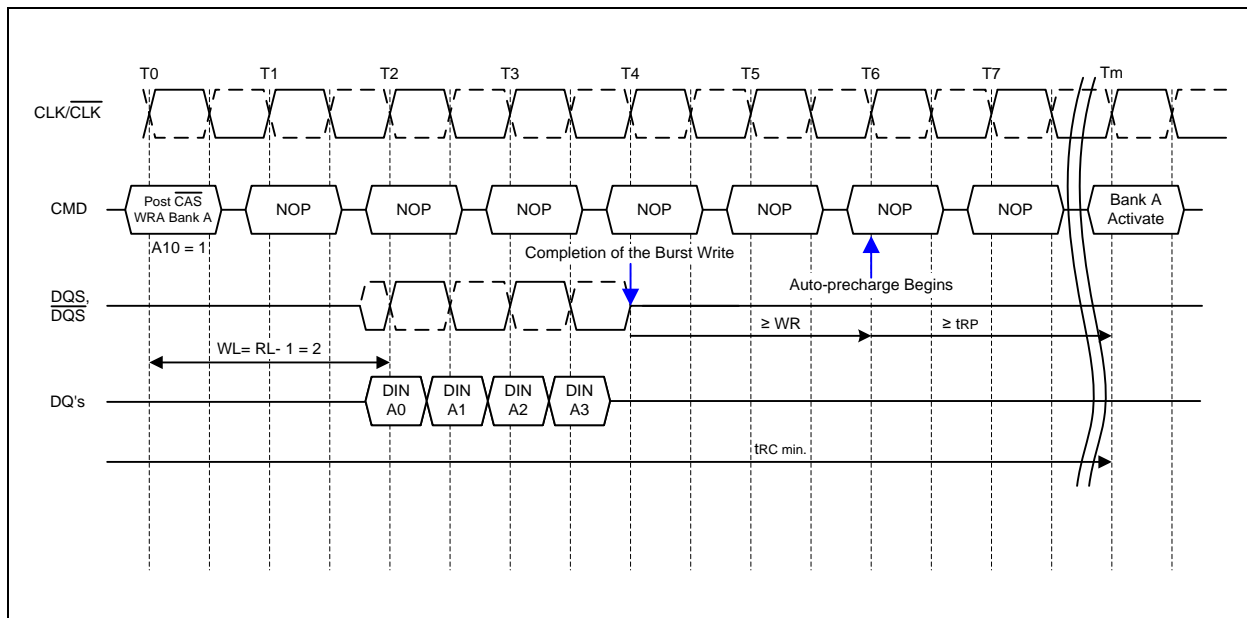 T0 T1 T2 T3 T4 T5 T6 T7 Tm
CLK/CLK
CMD
Post CAS
WRA Bank A
NOP NOP NOP NOP NOP NOP NOP
Bank A
Activate
A10 = 1
Completion of the Burst Write
Auto-precharge Begins
DQS,
DQS
≥ WR
≥ tRP
WL= RL- 1 = 2
DQ's
DIN
A0
DIN
A1
DIN
A2
DIN
A3
tRC min.